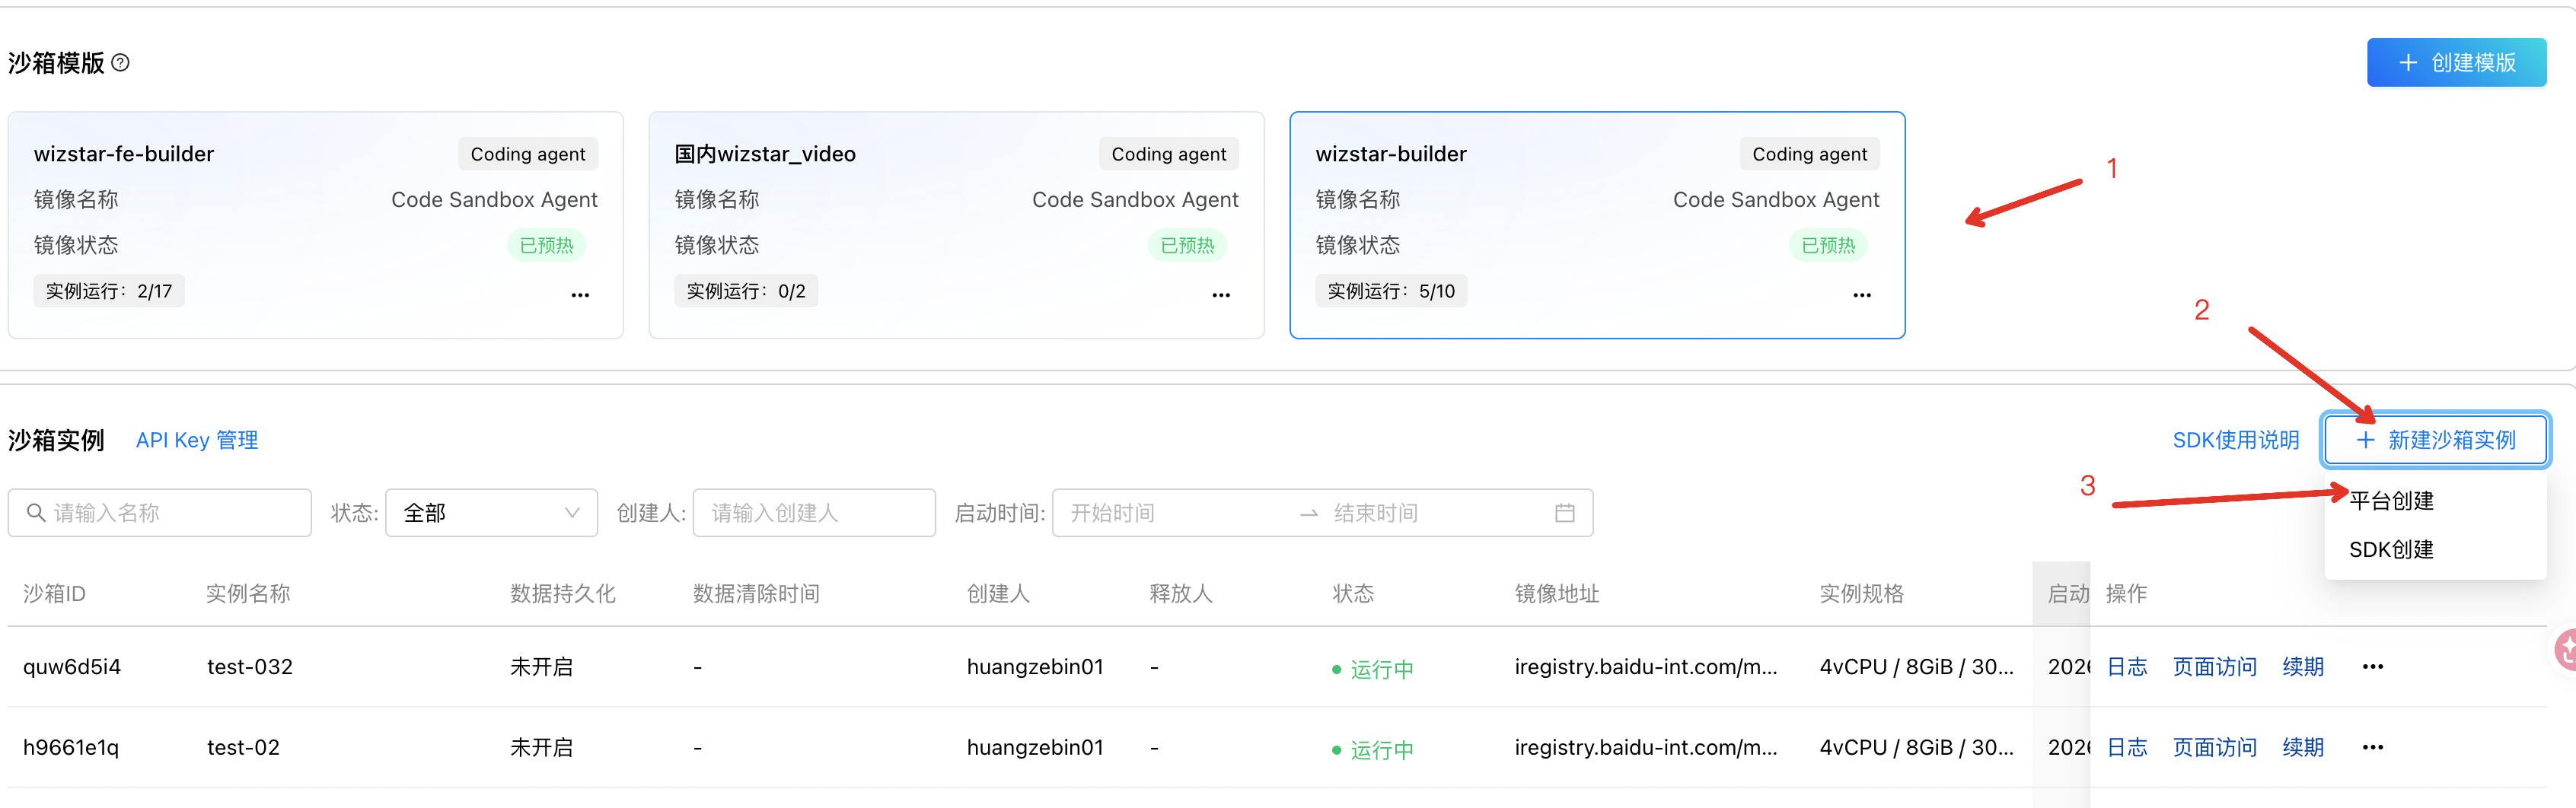 沙箱模版
+ 创建模版
wizstar-fe-builder Coding agent
镜像名称 Code Sandbox Agent
镜像状态 已预热
实例运行：2/17 ...
国内wizstar_video Coding agent
镜像名称 Code Sandbox Agent
镜像状态 已预热
实例运行：0/2 ...
wizstar-builder Coding agent
镜像名称 Code Sandbox Agent
镜像状态 已预热
实例运行：5/10 ...
1
2
沙箱实例 API Key 管理 SDK使用说明 + 新建沙箱实例
3
平台创建
SDK创建
请输入名称 状态: 全部 创建人: 请输入创建人 启动时间: 开始时间 结束时间
沙箱ID 实例名称 数据持久化 数据清除时间 创建人 释放人 状态 镜像地址 实例规格 启动 操作
quw6d5i4 test-032 未开启 - huangzebin01 - 运行中 iregistry.baidu-int.com/m... 4vCPU / 8GiB / 30... 2026 日志 页面访问 续期 ...
h9661e1q test-02 未开启 - huangzebin01 - 运行中 iregistry.baidu-int.com/m... 4vCPU / 8GiB / 30... 2026 日志 页面访问 续期 ...